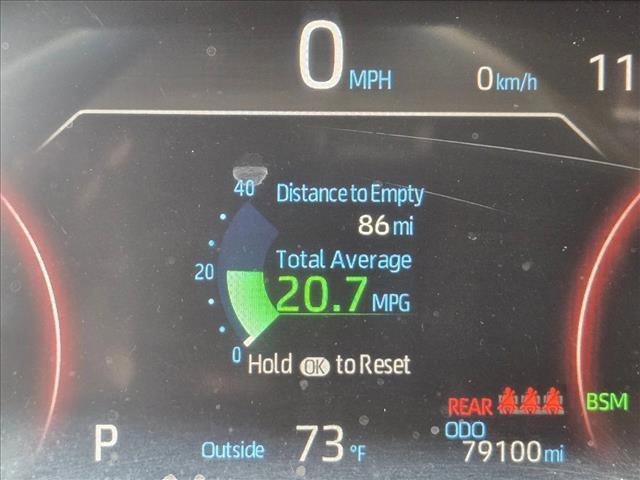 0 MPH 0 km/h 11
40 Distance to Empty
86 mi
Total Average
20 20.7 MPG
0 Hold OK to Reset
REAR BSM
ODO
P Outside 73 °F 79100 mi